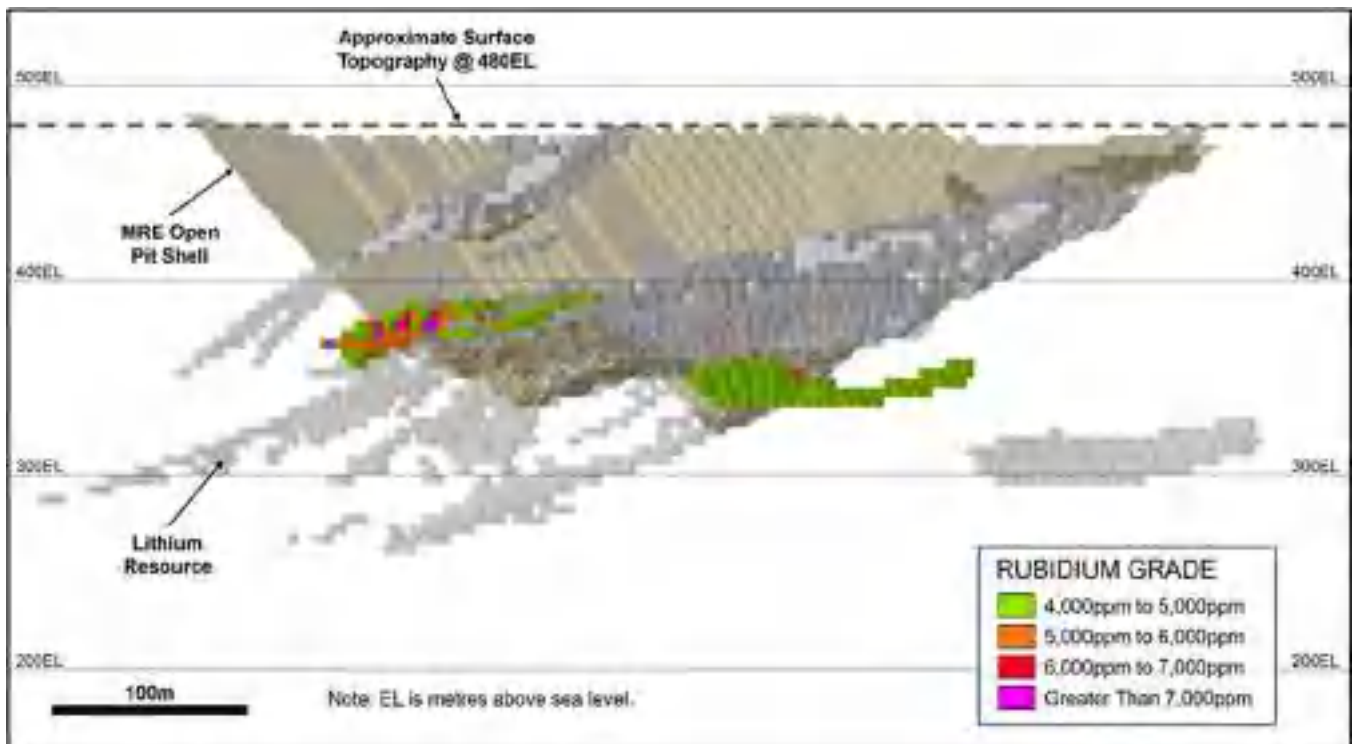 Approximate Surface
Topography @ 480EL
500EL
500EL
MRE Open
Pit Shell
400EL
400EL
300EL
300EL
Lithium
Resource
RUBIDIUM GRADE
4,000ppm to 5,000ppm
5,000ppm to 6,000ppm
6,000ppm to 7,000ppm
Greater Than 7,000ppm
200EL
200EL
100m
Note: EL is metres above sea level.